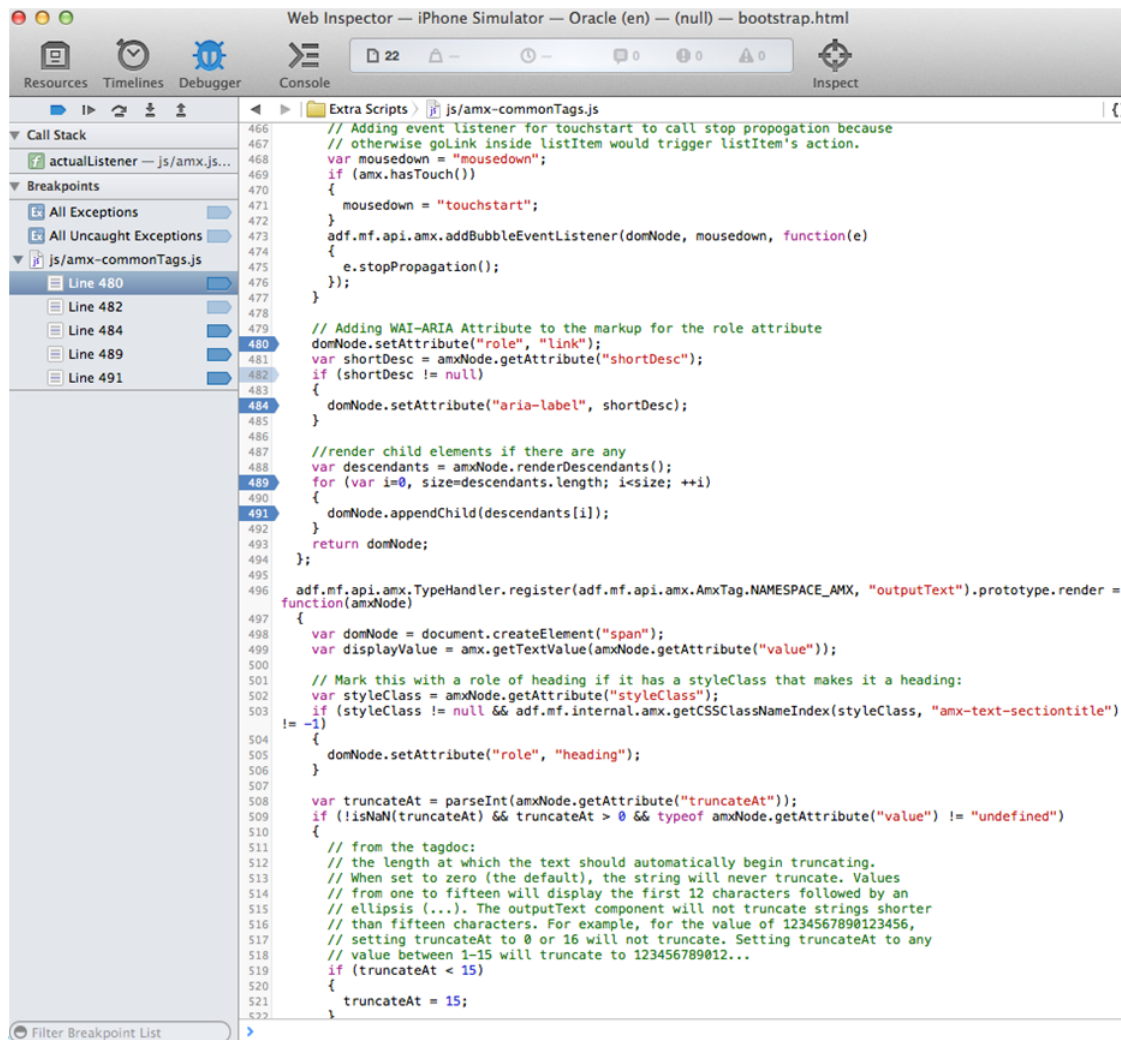 Web Inspector — iPhone Simulator — Oracle (en) — (null) — bootstrap.html
Resources Timelines Debugger Console 22 — — 0 0 0 Inspect
Extra Scripts js/amx-commonTags.js {
Call Stack
f actualListener — js/amx.js...
Breakpoints
Ex All Exceptions
Ex All Uncaught Exceptions
js js/amx-commonTags.js
Line 480
Line 482
Line 484
Line 489
Line 491
Filter Breakpoint List
466 // Adding event listener for touchstart to call stop propogation because
467 // otherwise goLink inside listItem would trigger listItem's action.
468 var mousedown = "mousedown";
469 if (amx.hasTouch())
470 {
471 mousedown = "touchstart";
472 }
473 adf.mf.api.amx.addBubbleEventListener(domNode, mousedown, function(e)
474 {
475 e.stopPropagation();
476 });
477 }
478
479 // Adding WAI-ARIA Attribute to the markup for the role attribute
480 domNode.setAttribute("role", "link");
481 var shortDesc = amxNode.getAttribute("shortDesc");
482 if (shortDesc != null)
483 {
484 domNode.setAttribute("aria-label", shortDesc);
485 }
486
487 //render child elements if there are any
488 var descendants = amxNode.renderDescendants();
489 for (var i=0, size=descendants.length; i<size; ++i)
490 {
491 domNode.appendChild(descendants[i]);
492 }
493 return domNode;
494 };
495
496 adf.mf.api.amx.TypeHandler.register(adf.mf.api.amx.AmxTag.NAMESPACE_AMX, "outputText").prototype.render =
function(amxNode)
497 {
498 var domNode = document.createElement("span");
499 var displayValue = amx.getTextValue(amxNode.getAttribute("value"));
500
501 // Mark this with a role of heading if it has a styleClass that makes it a heading:
502 var styleClass = amxNode.getAttribute("styleClass");
503 if (styleClass != null && adf.mf.internal.amx.getCSSClassNameIndex(styleClass, "amx-text-sectiontitle")
!= -1)
504 {
505 domNode.setAttribute("role", "heading");
506 }
507
508 var truncateAt = parseInt(amxNode.getAttribute("truncateAt"));
509 if (!isNaN(truncateAt) && truncateAt > 0 && typeof amxNode.getAttribute("value") != "undefined")
510 {
511 // from the tagdoc:
512 // the length at which the text should automatically begin truncating.
513 // When set to zero (the default), the string will never truncate. Values
514 // from one to fifteen will display the first 12 characters followed by an
515 // ellipsis (...). The outputText component will not truncate strings shorter
516 // than fifteen characters. For example, for the value of 1234567890123456,
517 // setting truncateAt to 0 or 16 will not truncate. Setting truncateAt to any
518 // value between 1-15 will truncate to 123456789012...
519 if (truncateAt < 15)
520 {
521 truncateAt = 15;
522 }